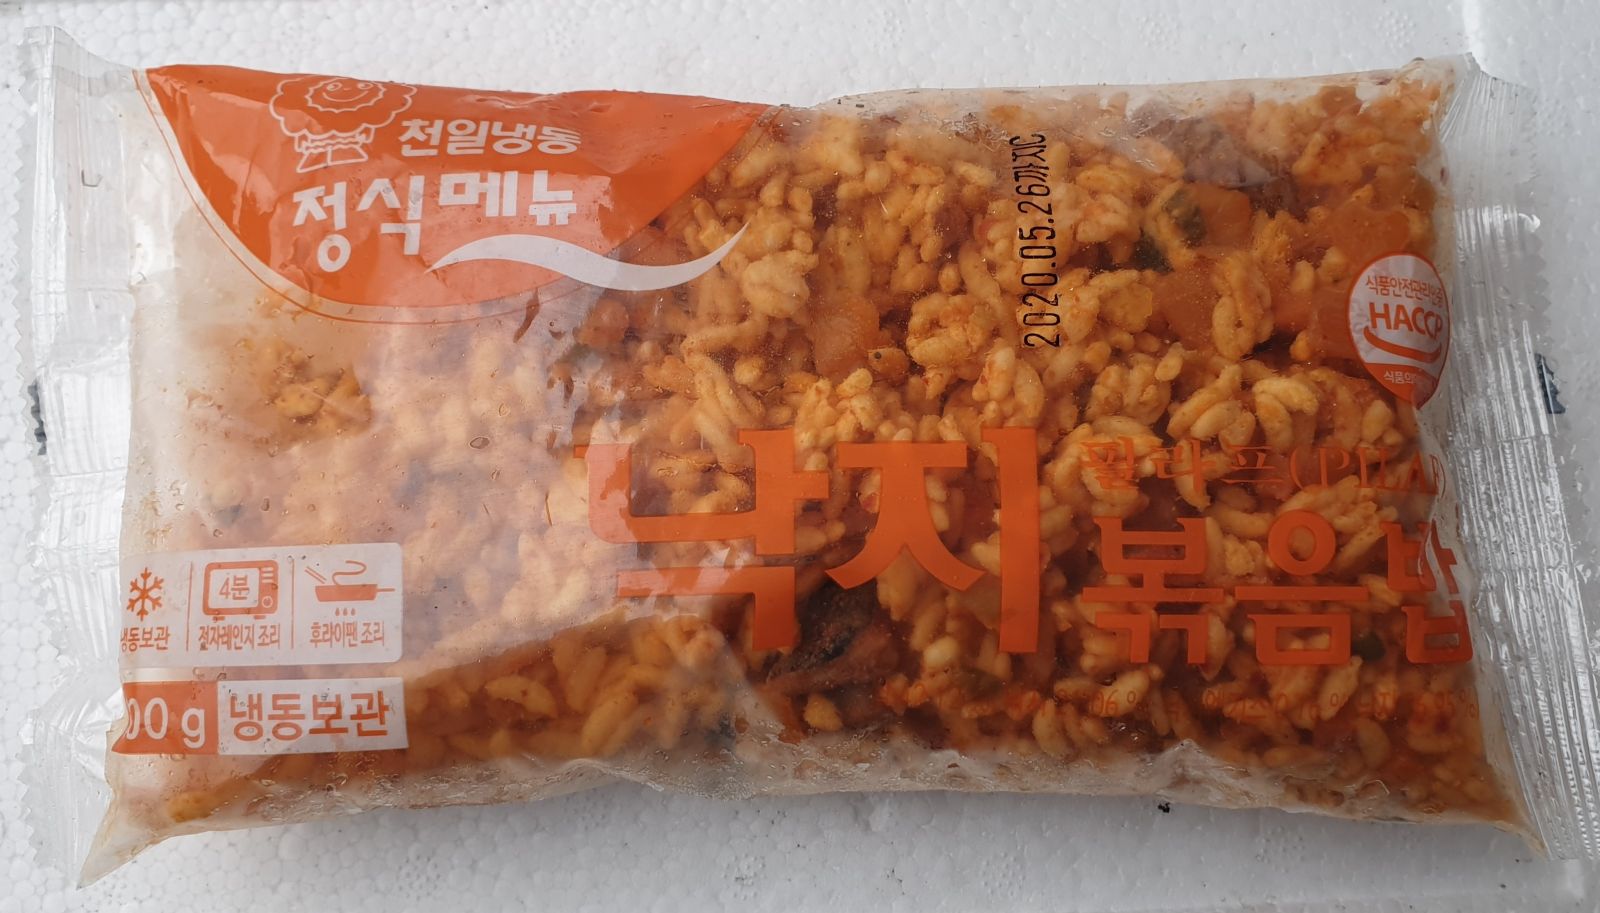 천일냉동
정식메뉴
2020.05.26까지C
식품안전관리인증
HACCP
필라프(PILAF)
낙지 볶음밥
4분
냉동보관
전자레인지 조리
후라이팬 조리
00 g
냉동보관